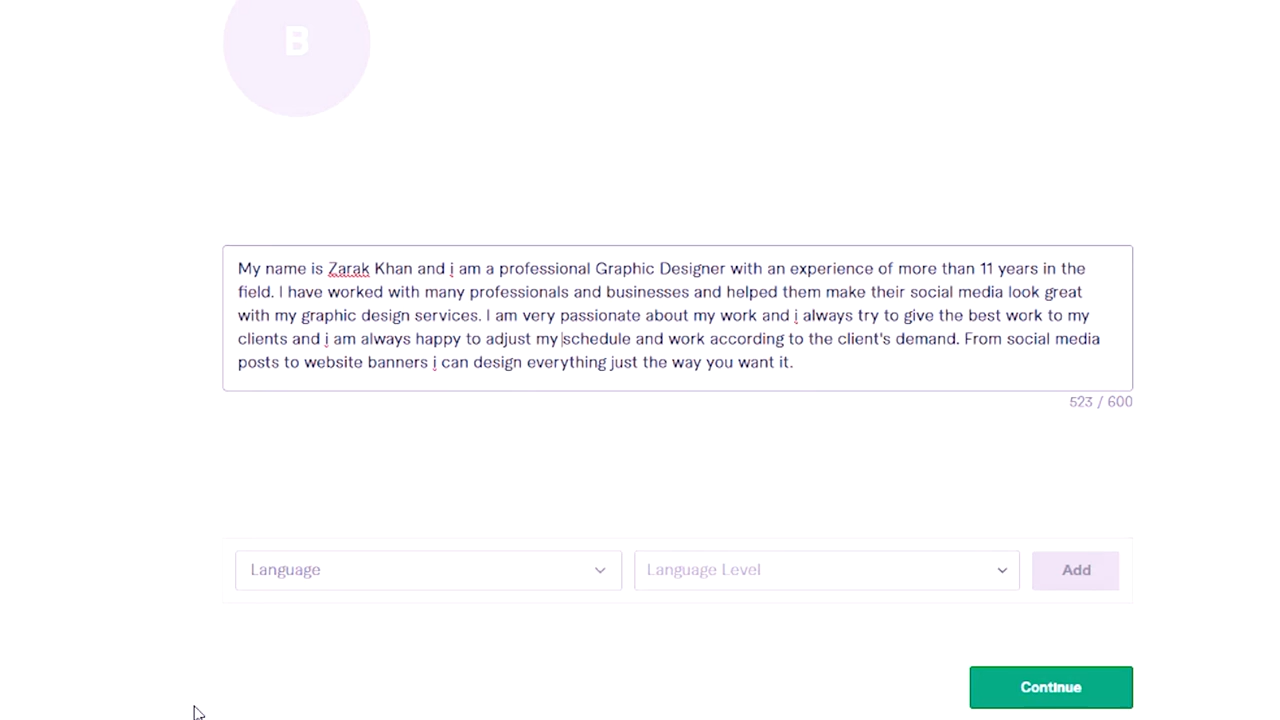 B
My name is Zarak Khan and i am a professional Graphic Designer with an experience of more than 11 years in the
field. I have worked with many professionals and businesses and helped them make their social media look great
with my graphic design services. I am very passionate about my work and i always try to give the best work to my
clients and i am always happy to adjust my schedule and work according to the client's demand. From social media
posts to website banners i can design everything just the way you want it.
523 / 600
Language Language Level Add
Continue